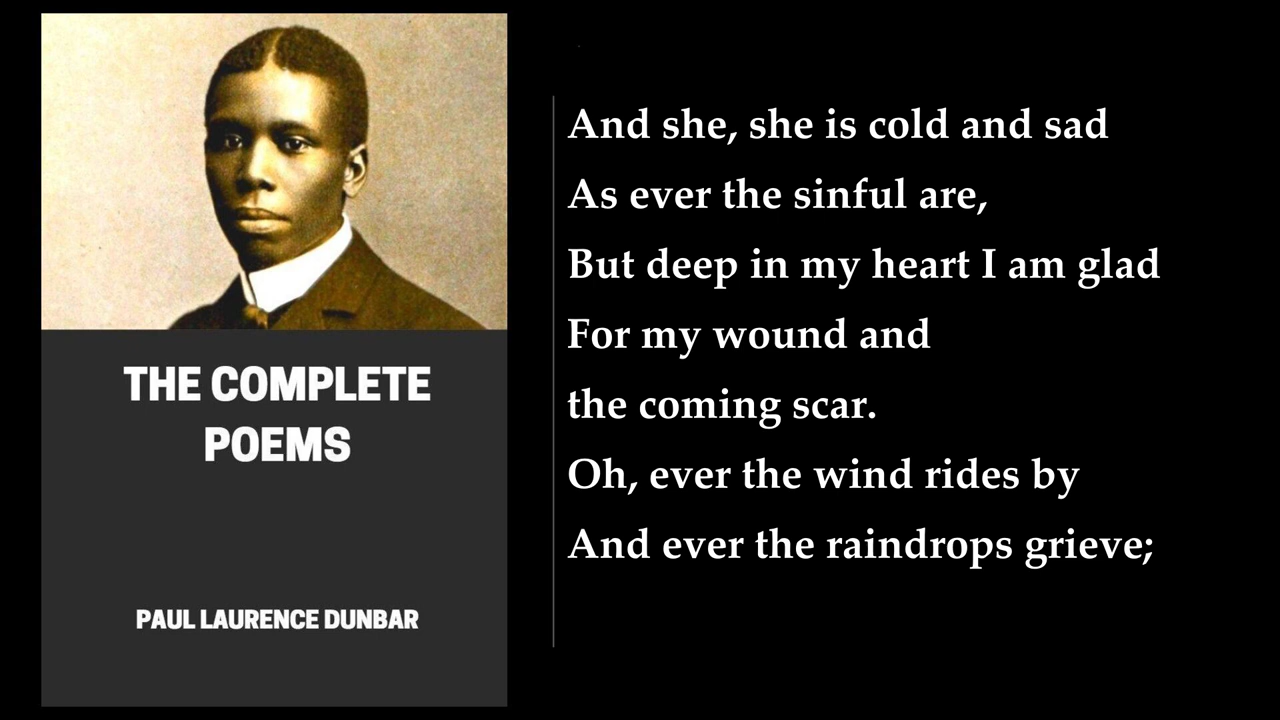 THE COMPLETE
POEMS
PAUL LAURENCE DUNBAR
And she, she is cold and sad
As ever the sinful are,
But deep in my heart I am glad
For my wound and
the coming scar.
Oh, ever the wind rides by
And ever the raindrops grieve;